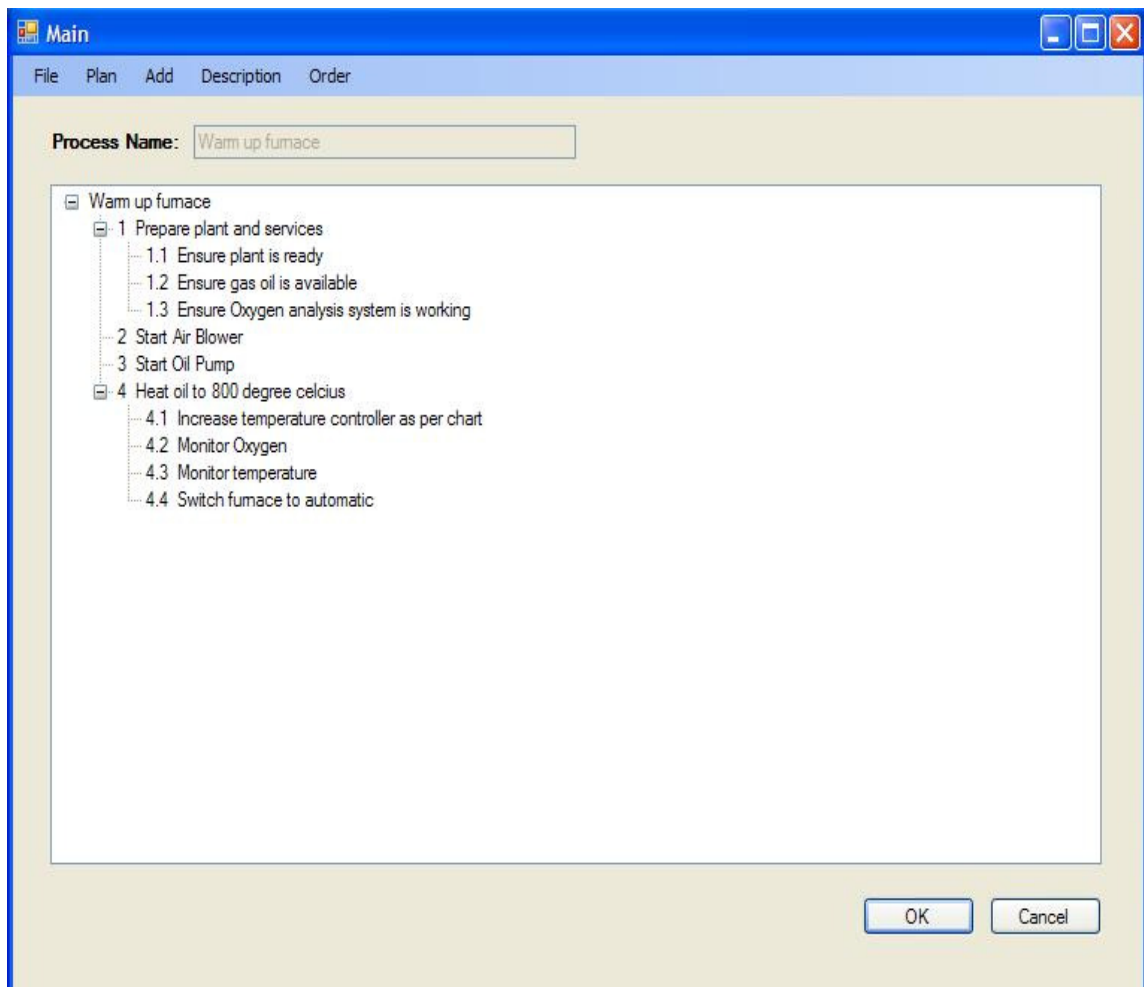 Main
File Plan Add Description Order
Process Name: Warm up furnace
Warm up furnace
1 Prepare plant and services
1.1 Ensure plant is ready
1.2 Ensure gas oil is available
1.3 Ensure Oxygen analysis system is working
2 Start Air Blower
3 Start Oil Pump
4 Heat oil to 800 degree celcius
4.1 Increase temperature controller as per chart
4.2 Monitor Oxygen
4.3 Monitor temperature
4.4 Switch furnace to automatic
OK Cancel